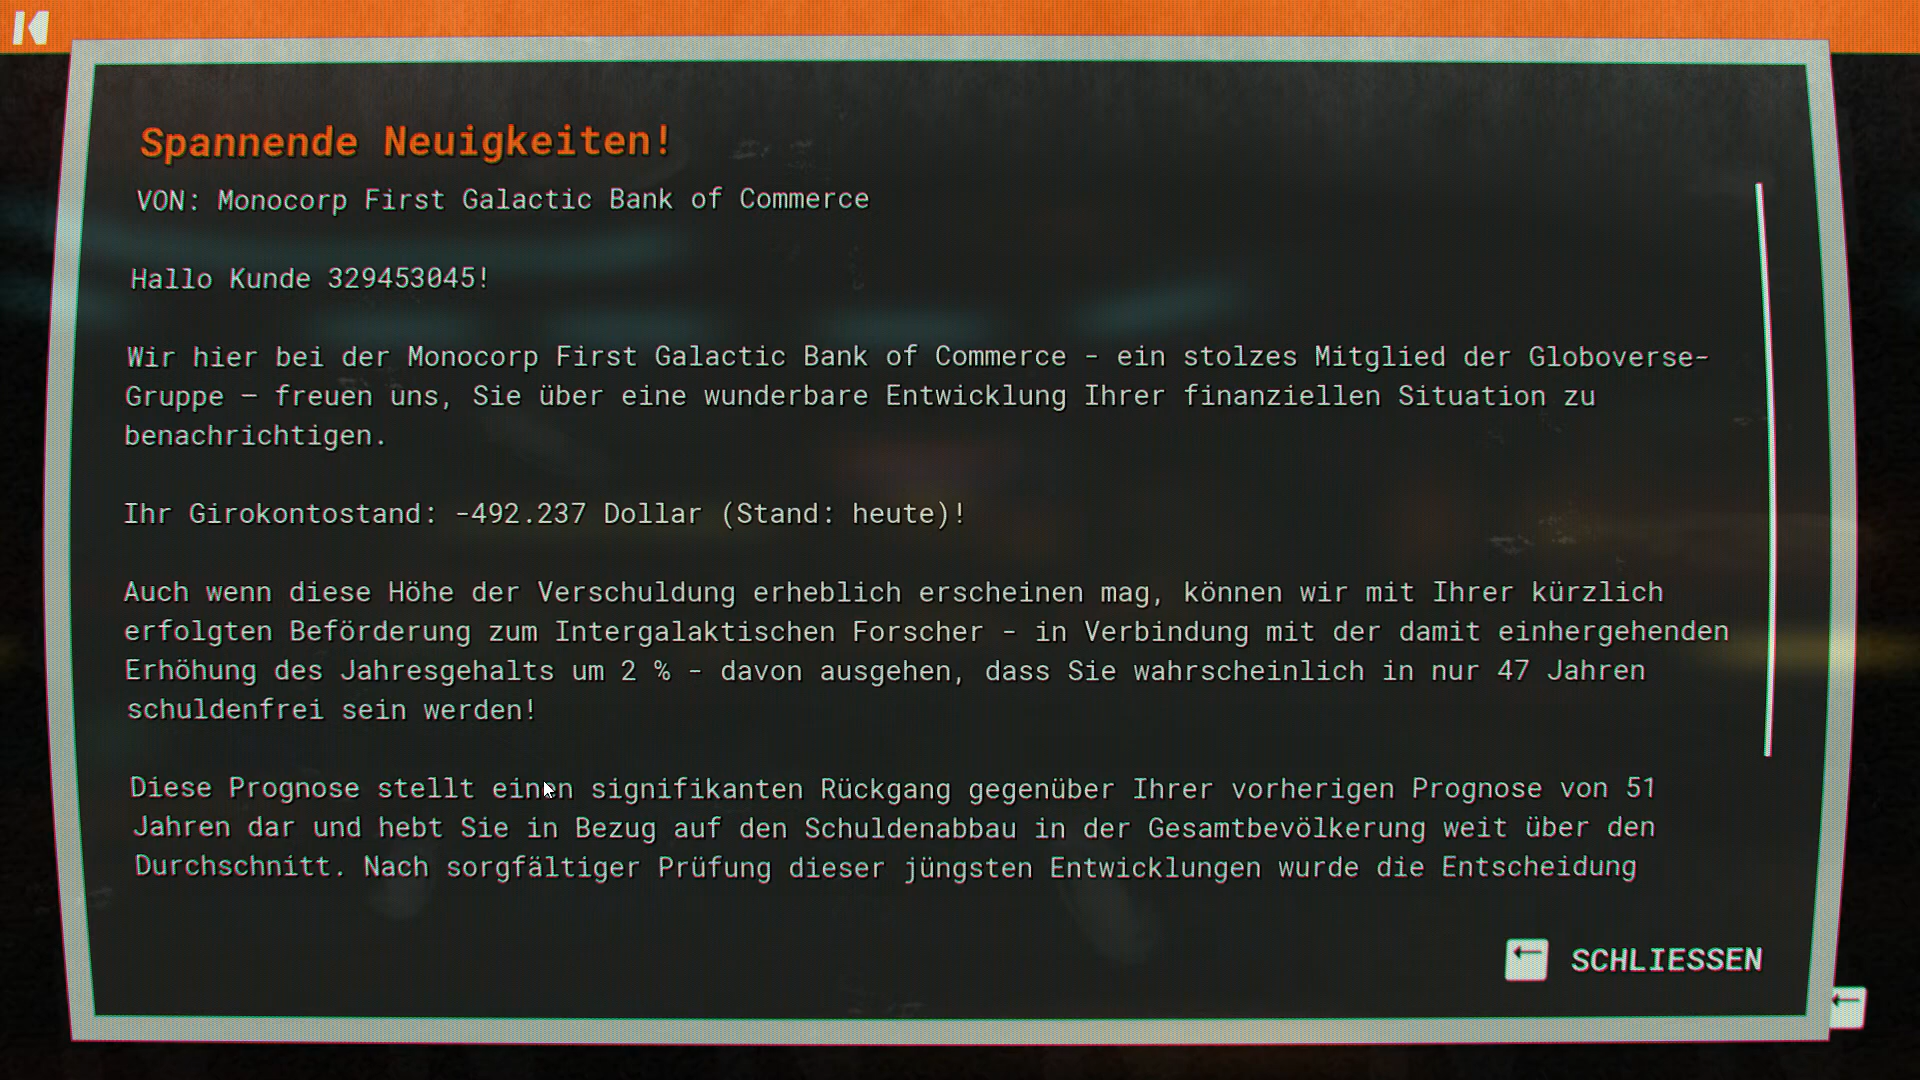 Spannende Neuigkeiten!
VON: Monocorp First Galactic Bank of Commerce
Hallo Kunde 329453045!
Wir hier bei der Monocorp First Galactic Bank of Commerce - ein stolzes Mitglied der Globoverse-
Gruppe – freuen uns, Sie über eine wunderbare Entwicklung Ihrer finanziellen Situation zu
benachrichtigen.
Ihr Girokontostand: -492.237 Dollar (Stand: heute)!
Auch wenn diese Höhe der Verschuldung erheblich erscheinen mag, können wir mit Ihrer kürzlich
erfolgten Beförderung zum Intergalaktischen Forscher - in Verbindung mit der damit einhergehenden
Erhöhung des Jahresgehalts um 2 % - davon ausgehen, dass Sie wahrscheinlich in nur 47 Jahren
schuldenfrei sein werden!
Diese Prognose stellt einen signifikanten Rückgang gegenüber Ihrer vorherigen Prognose von 51
Jahren dar und hebt Sie in Bezug auf den Schuldenabbau in der Gesamtbevölkerung weit über den
Durchschnitt. Nach sorgfältiger Prüfung dieser jüngsten Entwicklungen wurde die Entscheidung
SCHLIESSEN